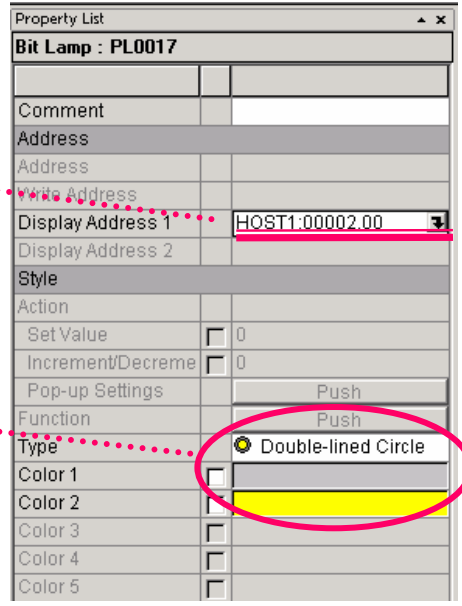 Property List
Bit Lamp : PL0017
Comment
Address
Address
Write Address
Display Address 1 HOST1:00002.00
Display Address 2
Style
Action
Set Value 0
Increment/Decreme 0
Pop-up Settings Push
Function Push
Type Double-lined Circle
Color 1
Color 2
Color 3
Color 4
Color 5